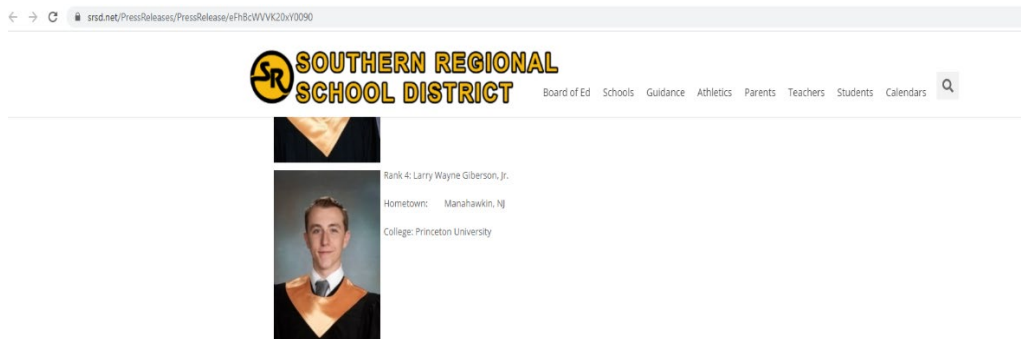 srsd.net/PressReleases/PressRelease/eFhBcWVVK20xY0090
SOUTHERN REGIONAL
SR
SCHOOL DISTRICT
Board of Ed Schools Guidance Athletics Parents Teachers Students Calendars
Rank 4: Larry Wayne Giberson, Jr.
Hometown: Manahawkin, NJ
College: Princeton University